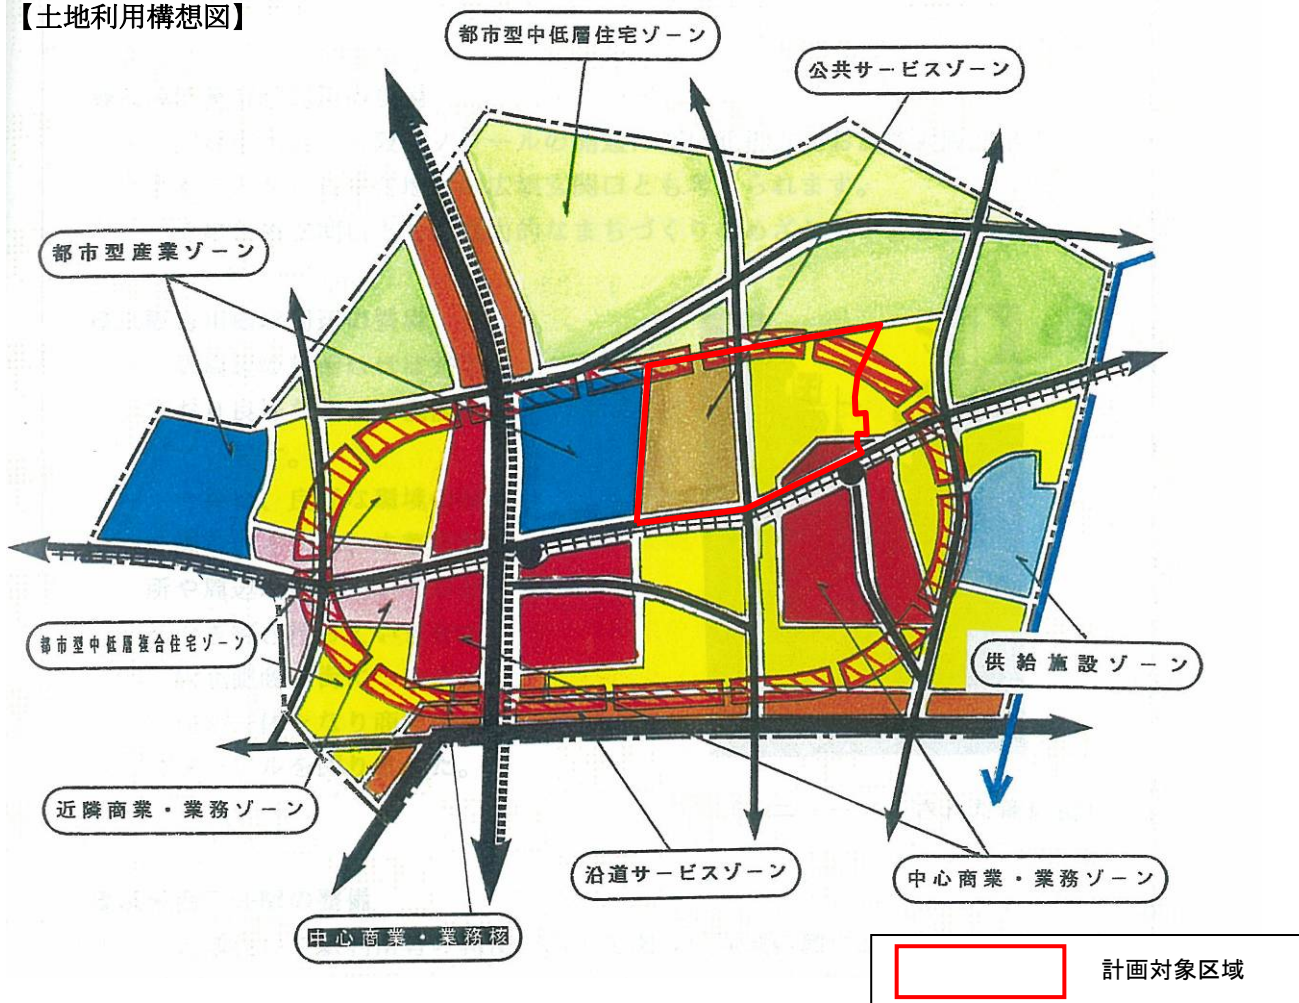 【土地利用構想図】
都市型中低層住宅ゾーン
公共サービスゾーン
都市型産業ゾーン
都市型中低層複合住宅ゾーン
供給施設ゾーン
近隣商業・業務ゾーン
沿道サービスゾーン
中心商業・業務ゾーン
中心商業・業務核
計画対象区域